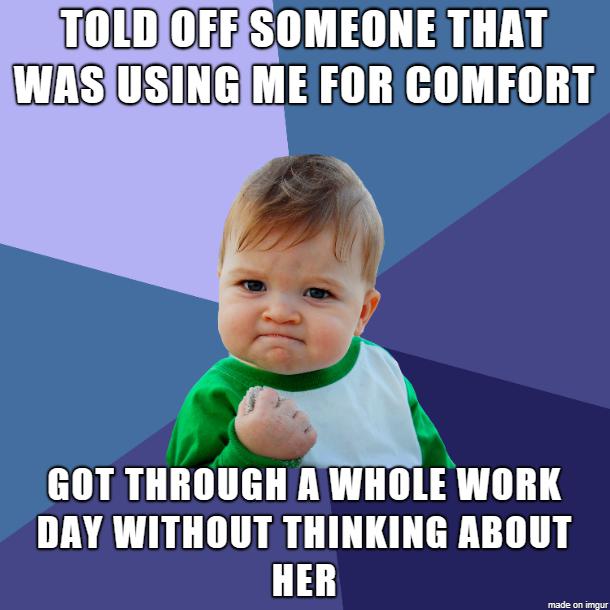 TOLD OFF SOMEONE THAT
WAS USING ME FOR COMFORT
GOT THROUGH A WHOLE WORK
DAY WITHOUT THINKING ABOUT
HER
made on imgur